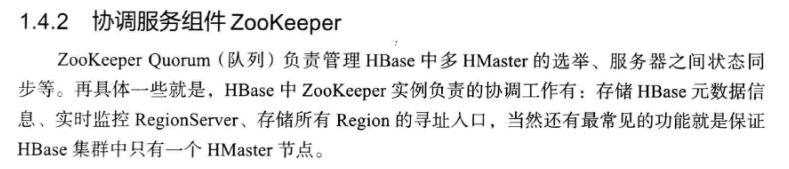 1.4.2 协调服务组件 ZooKeeper
ZooKeeper Quorum（队列）负责管理 HBase 中多 HMaster 的选举、服务器之间状态同
步等。再具体一些就是，HBase 中 ZooKeeper 实例负责的协调工作有：存储 HBase 元数据信
息、实时监控 RegionServer、存储所有 Region 的寻址入口，当然还有最常见的功能就是保证
HBase 集群中只有一个 HMaster 节点。